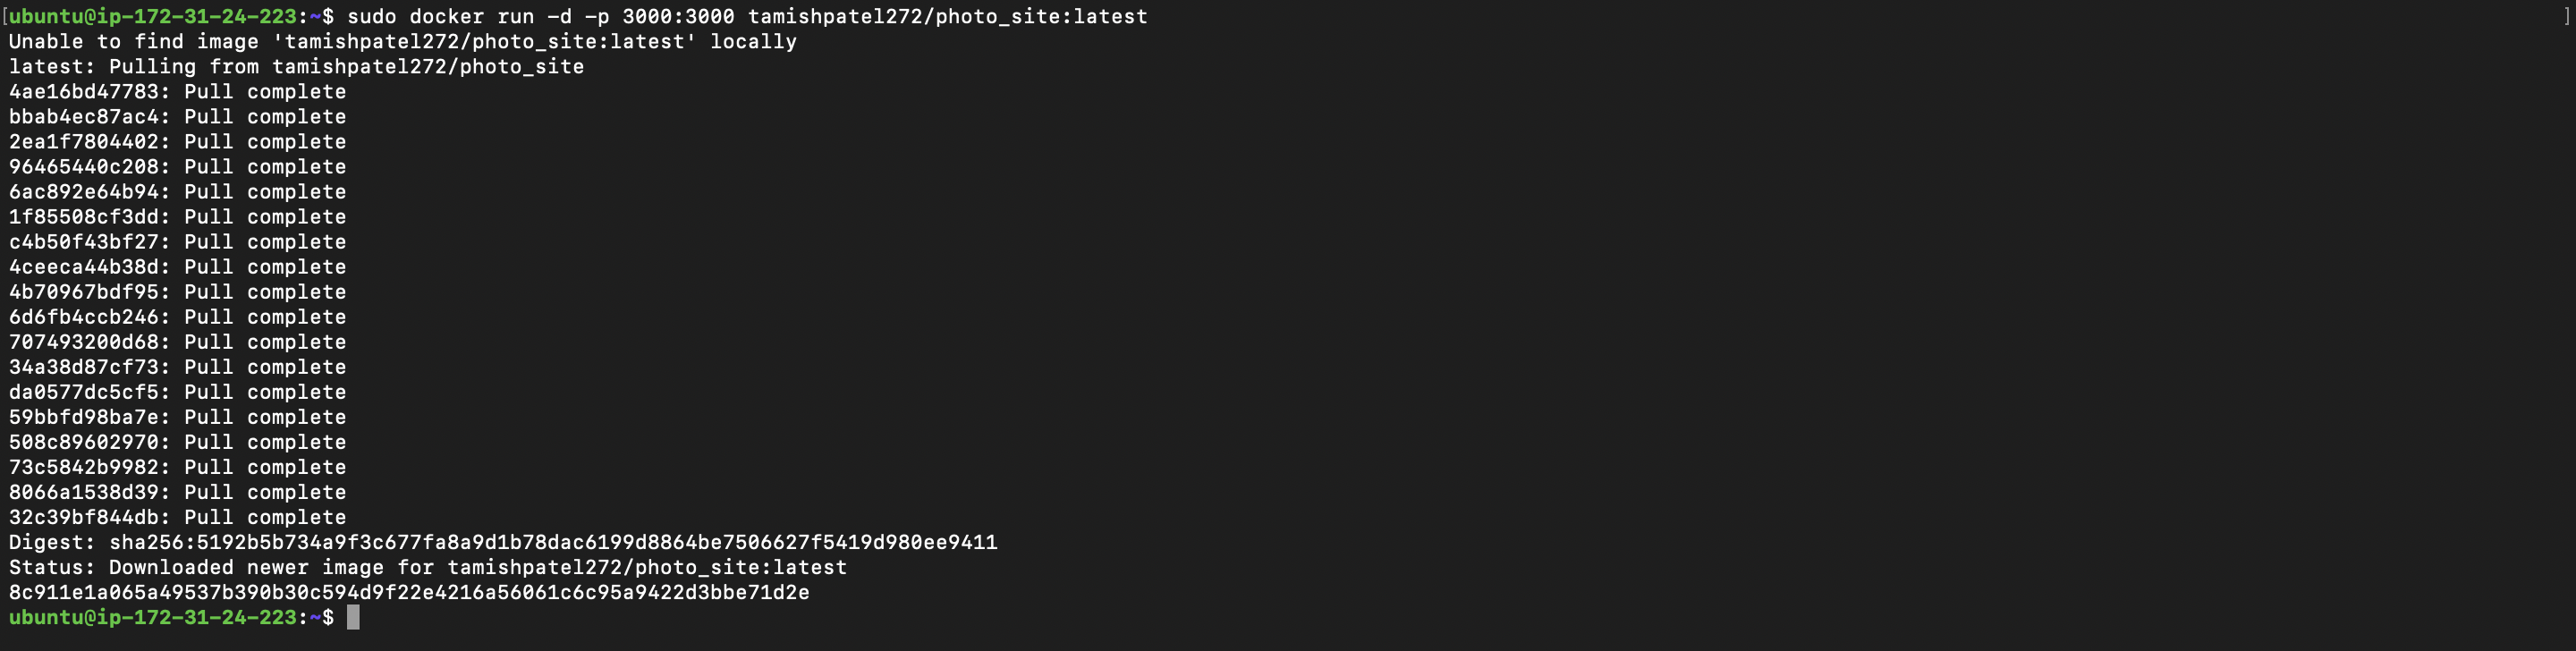 [ubuntu@ip-172-31-24-223:~$ sudo docker run -d -p 3000:3000 tamishpatel272/photo_site:latest ]
Unable to find image 'tamishpatel272/photo_site:latest' locally
latest: Pulling from tamishpatel272/photo_site
4ae16bd47783: Pull complete
bbab4ec87ac4: Pull complete
2ea1f7804402: Pull complete
96465440c208: Pull complete
6ac892e64b94: Pull complete
1f85508cf3dd: Pull complete
c4b50f43bf27: Pull complete
4ceeca44b38d: Pull complete
4b70967bdf95: Pull complete
6d6fb4ccb246: Pull complete
707493200d68: Pull complete
34a38d87cf73: Pull complete
da0577dc5cf5: Pull complete
59bbfd98ba7e: Pull complete
508c89602970: Pull complete
73c5842b9982: Pull complete
8066a1538d39: Pull complete
32c39bf844db: Pull complete
Digest: sha256:5192b5b734a9f3c677fa8a9d1b78dac6199d8864be7506627f5419d980ee9411
Status: Downloaded newer image for tamishpatel272/photo_site:latest
8c911e1a065a49537b390b30c594d9f22e4216a56061c6c95a9422d3bbe71d2e
ubuntu@ip-172-31-24-223:~$